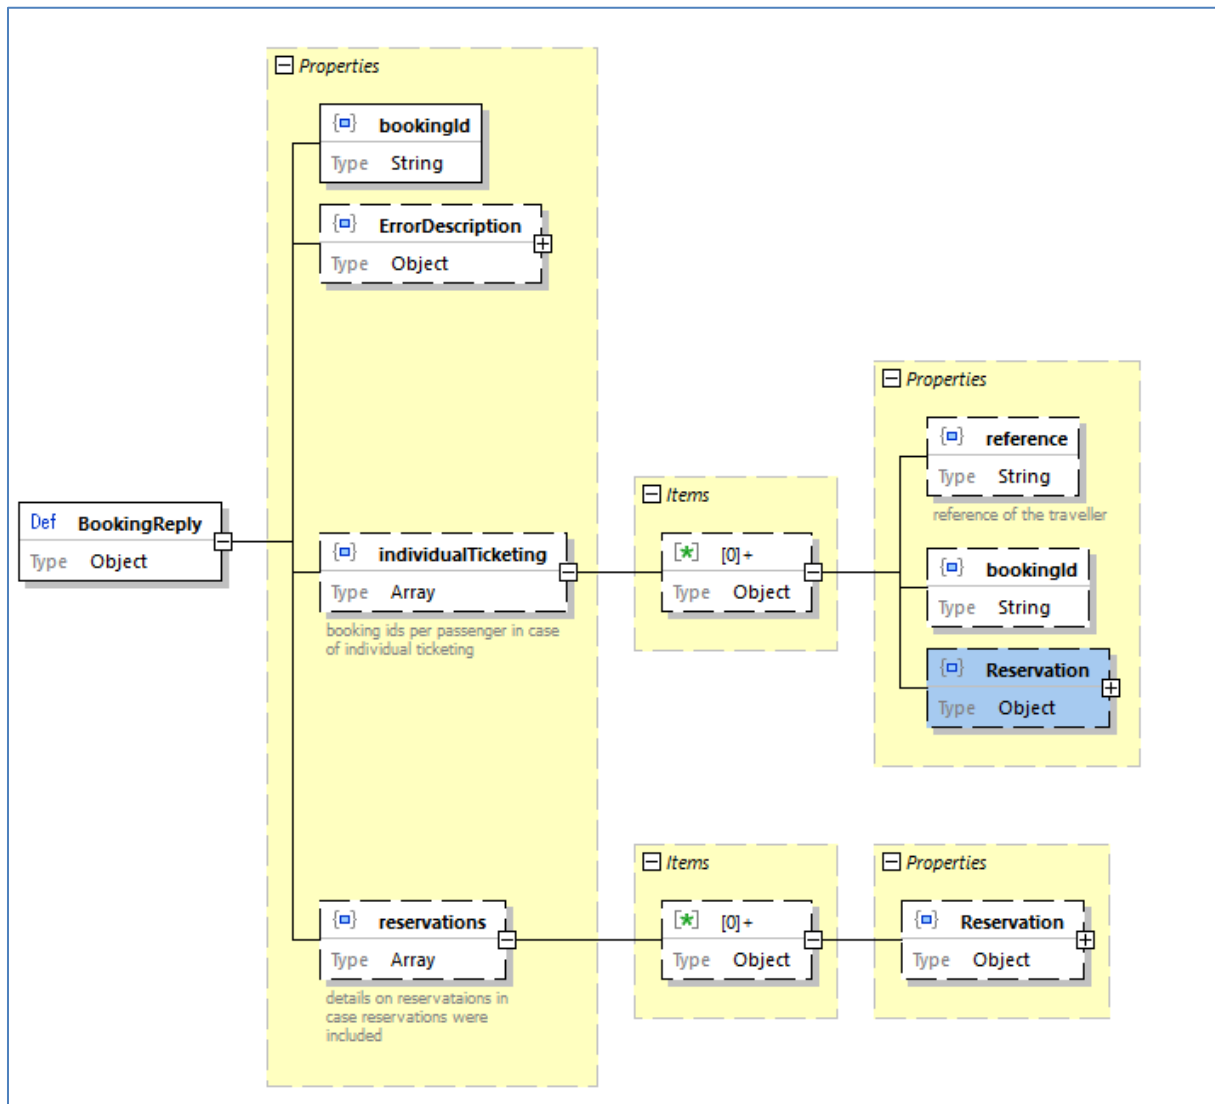 Properties
bookingId
Type String
ErrorDescription
Type Object
Properties
reference
Type String
reference of the traveller
Items
Def BookingReply
Type Object
individualTicketing
Type Array
booking ids per passenger in case
of individual ticketing
[0]+
Type Object
bookingId
Type String
Reservation
Type Object
Items
Properties
reservations
Type Array
details on reservataions in
case reservations were
included
[0]+
Type Object
Reservation
Type Object